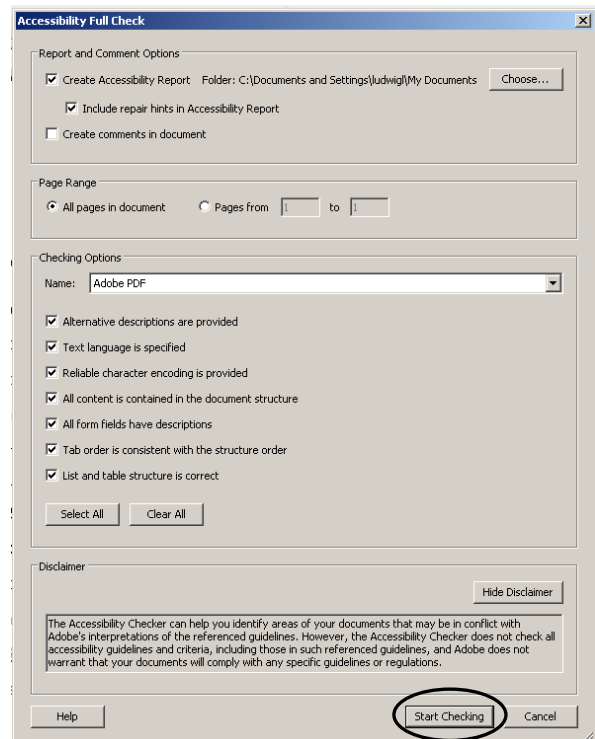 Accessibility Full Check
Report and Comment Options
Create Accessibility Report Folder: C:\Documents and Settings\ludwigl\My Documents Choose...
Include repair hints in Accessibility Report
Create comments in document
Page Range
All pages in document Pages from 1 to 1
Checking Options
Name: Adobe PDF
Alternative descriptions are provided
Text language is specified
Reliable character encoding is provided
All content is contained in the document structure
All form fields have descriptions
Tab order is consistent with the structure order
List and table structure is correct
Select All Clear All
Disclaimer
Hide Disclaimer
The Accessibility Checker can help you identify areas of your documents that may be in conflict with
Adobe's interpretations of the referenced guidelines. However, the Accessibility Checker does not check all
accessibility guidelines and criteria, including those in such referenced guidelines, and Adobe does not
warrant that your documents will comply with any specific guidelines or regulations.
Help Start Checking Cancel